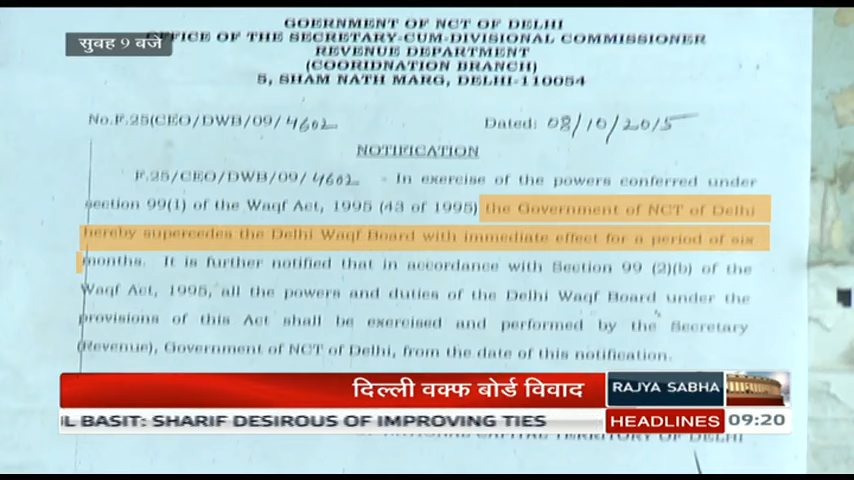 GOERNMENT OF NCT OF DELHI
सुबह 9 बजे
OFFICE OF THE SECRETARY-CUM-DIVISIONAL COMMISSIONER
REVENUE DEPARTMENT
(COORIDNATION BRANCH)
5, SHAM NATH MARG, DELHI-110054
No.F.25(CEO/DWB/09/4602
Dated: 08/10/2015
NOTIFICATION
F.25/CEO/DWB/09/4602 - In exercise of the powers conferred under
section 99(1) of the Waqf Act, 1995 (43 of 1995) the Government of NCT of Delhi
hereby supercedes the Delhi Waqf Board with immediate effect for a period of six
months. It is further notified that in accordance with Section 99 (2)(b) of the
Waqf Act, 1995, all the powers and duties of the Delhi Waqf Board under the
provisions of this Act shall be exercised and performed by the Secretary
(Revenue), Government of NCT of Delhi, from the date of this notification.
दिल्ली वक्फ बोर्ड विवाद
RAJYA SABHA
IL BASIT: SHARIF DESIROUS OF IMPROVING TIES
HEADLINES
09:20
NATIONAL CAPITAL TERRITORY OF DELHI